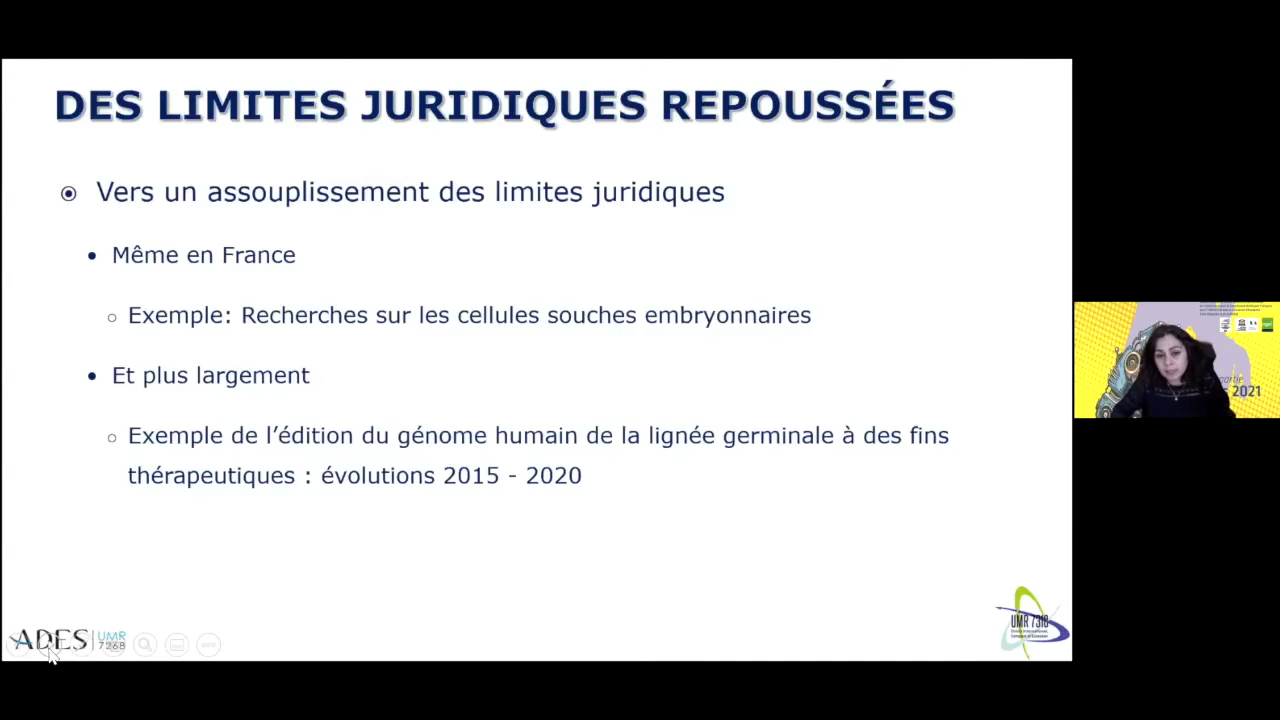 DES LIMITES JURIDIQUES REPOUSSÉES
Vers un assouplissement des limites juridiques
Même en France
Exemple: Recherches sur les cellules souches embryonnaires
Et plus largement
Exemple de l’édition du génome humain de la lignée germinale à des fins
thérapeutiques : évolutions 2015 - 2020
ADES UMR
7268
UMR 7318
2021